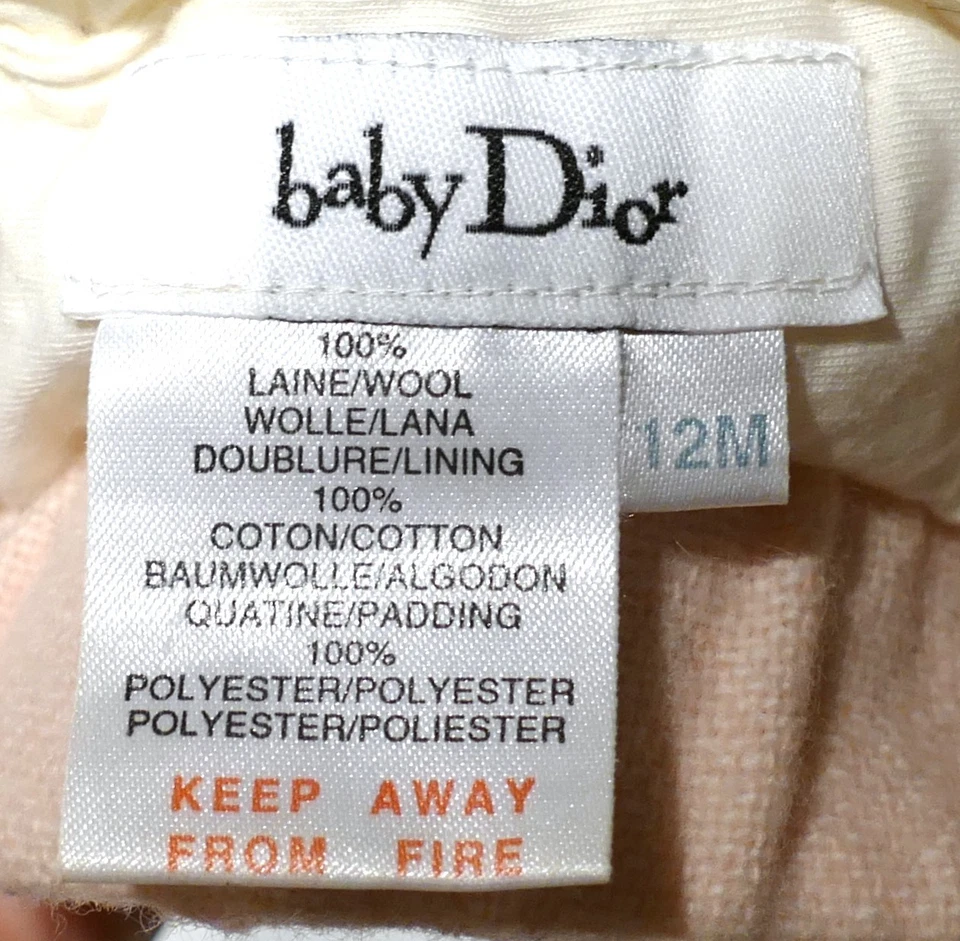 baby Dior
100%
LAINE/WOOL
WOLLE/LANA
DOUBLURE/LINING
100%
COTON/COTTON
BAUMWOLLE/ALGODON
QUATINE/PADDING
100%
POLYESTER/POLYESTER
POLYESTER/POLIESTER
KEEP AWAY
FROM FIRE
12M